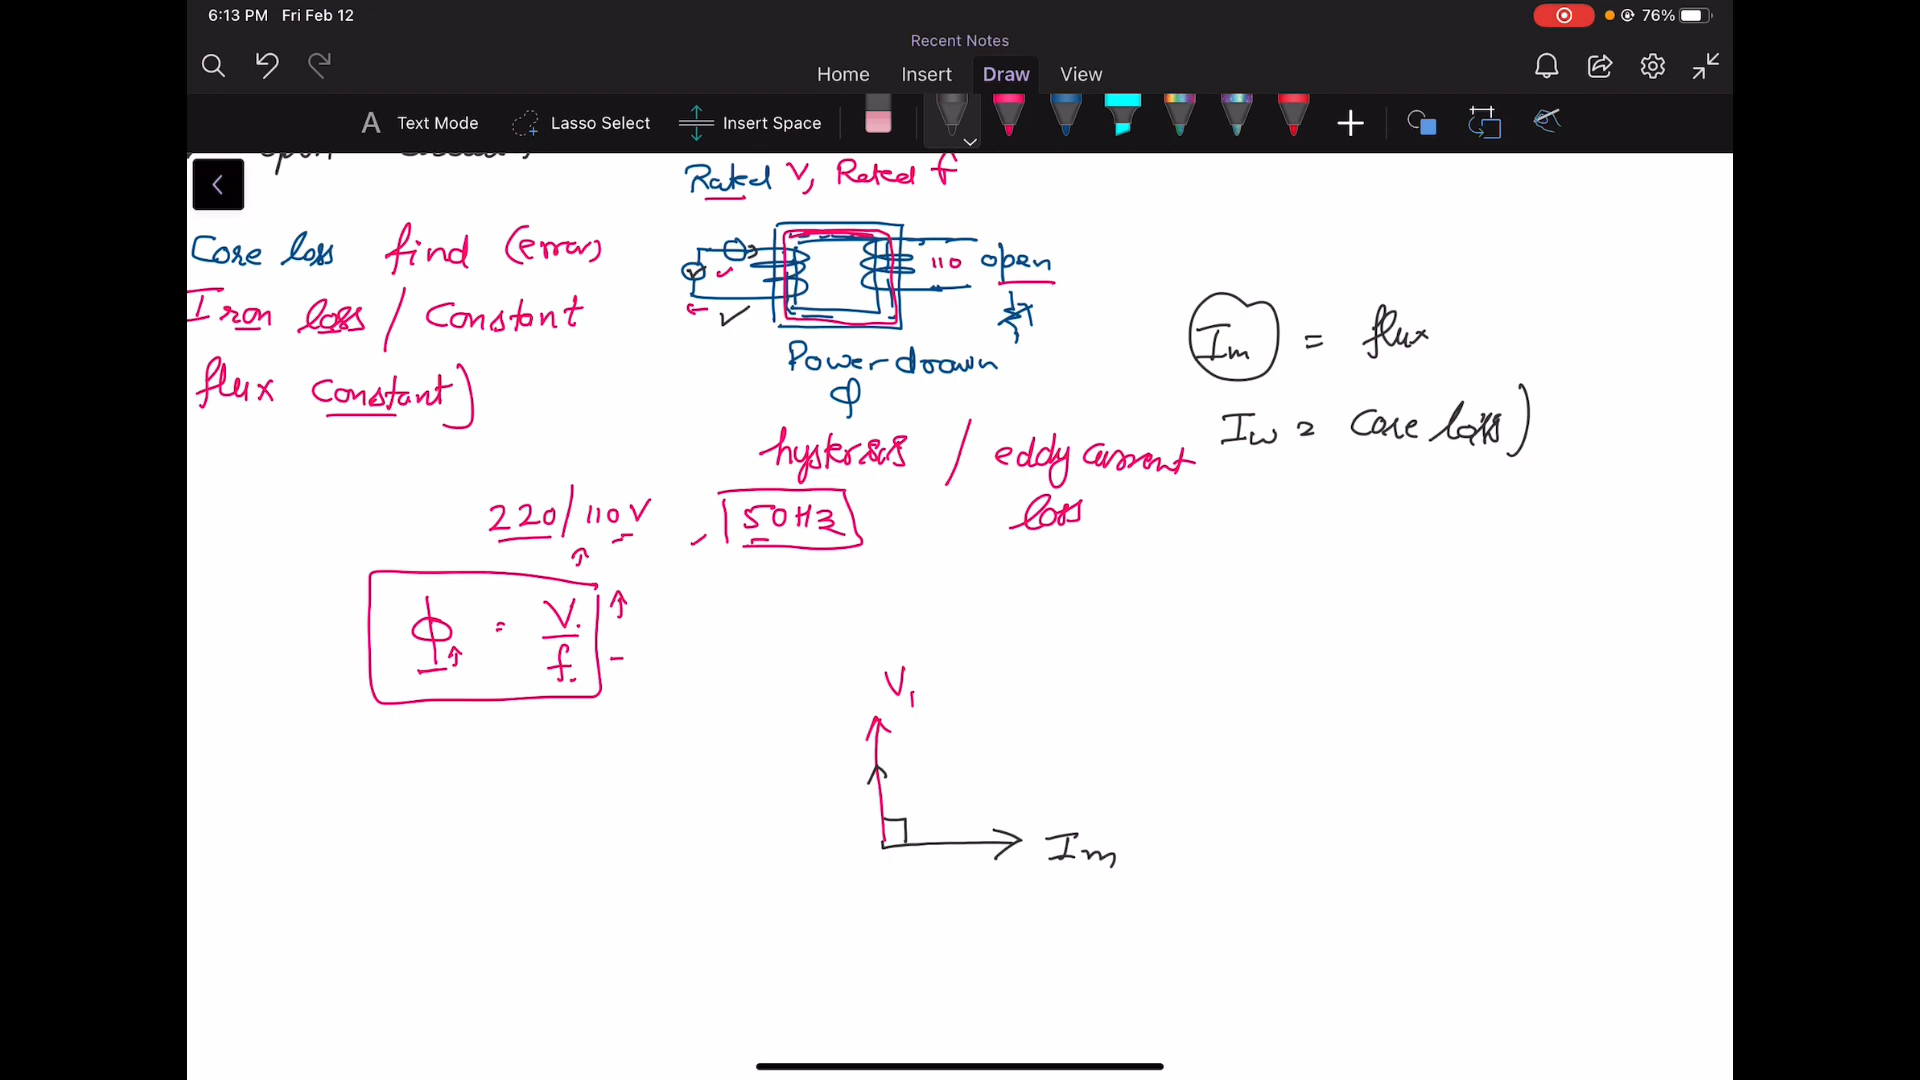 6:13 PM Fri Feb 12
76%
Recent Notes
Home Insert Draw View
A Text Mode Lasso Select Insert Space
open
Rated V, Rated f
Core loss find (error)
Iron loss / Constant
flux constant)
V
110 open
Power drawn
Φ
hysteresis / eddy current
loss
Im = flux
Iw = Core loss)
220/110V, 50Hz
Φ = V/f
V1
Im